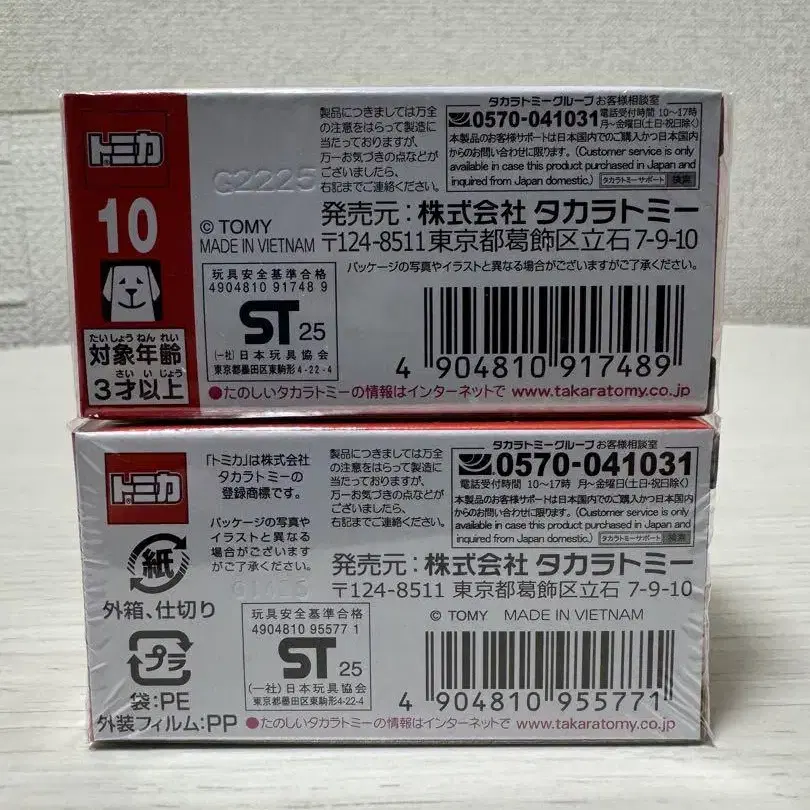 トミカ
10
たいしょうねんれい
対象年齢
さいいじょう
3才以上
G2225
© TOMY
MADE IN VIETNAM
製品につきましては万全
の注意をはらって製造に
当たっておりますが、
万一お気づきの点などが
ございましたら、
右記までご連絡ください。
タカラトミーグループ お客様相談室
0570-041031 電話受付時間 10〜17時 月〜金曜日(土日・祝日除く)
本製品のお客様サポートは日本国内でのご購入かつ日本国内
からのお問い合わせに限ります。(Customer service is only
available in case this product purchased in Japan and
inquired from Japan domestic.) タカラトミーサポート 検索
発売元:株式会社 タカラトミー
〒124-8511 東京都葛飾区立石 7-9-10
パッケージの写真やイラストと異なる場合がございますがご了承ください。
玩具安全基準合格
4904810 91748 9
ST 25
(一社)日本玩具協会
東京都墨田区東駒形4-22-4
4 904810 917489
●たのしいタカラトミーの情報はインターネットで www.takaratomy.co.jp
トミカ
紙
外箱、仕切り
プラ
袋:PE
外装フィルム:PP
「トミカ」は株式会社
タカラトミーの
登録商標です。
パッケージの写真や
イラストと異なる
場合がございますが
ご了承ください。
製品につきましては万全
の注意をはらって製造に
当たっておりますが、
万一お気づきの点などが
ございましたら、
右記までご連絡ください。
タカラトミーグループ お客様相談室
0570-041031
電話受付時間 10〜17時 月〜金曜日(土・日・祝日除く)
本製品のお客様サポートは日本国内でのご購入かつ日本国内
からのお問い合わせに限ります。(Customer service is only
available in case this product purchased in Japan and
inquired from Japan domestic.) タカラトミーサポート 検索
発売元:株式会社 タカラトミー
〒124-8511 東京都葛飾区立石 7-9-10
© TOMY MADE IN VIETNAM
玩具安全基準合格
4904810 95577 1
ST 25
(一社)日本玩具協会
東京都墨田区東駒形4-22-4
4 904810 955771
●たのしいタカラトミーの情報はインターネットで www.takaratomy.co.jp